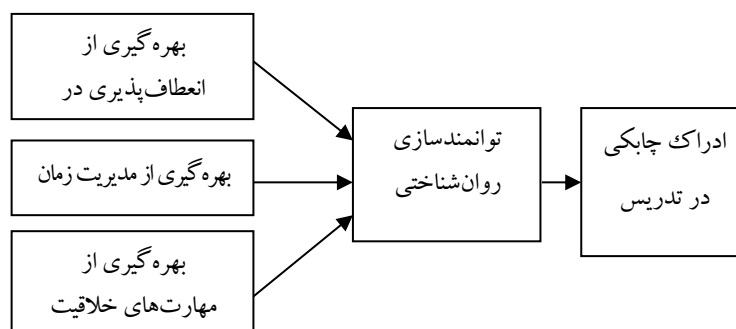 بهره‌گیری از
انعطاف‌پذیری در
بهره‌گیری از مدیریت زمان
بهره‌گیری از
مهارت‌های خلاقیت
توانمندسازی
روان‌شناختی
ادراک چابکی
در تدریس